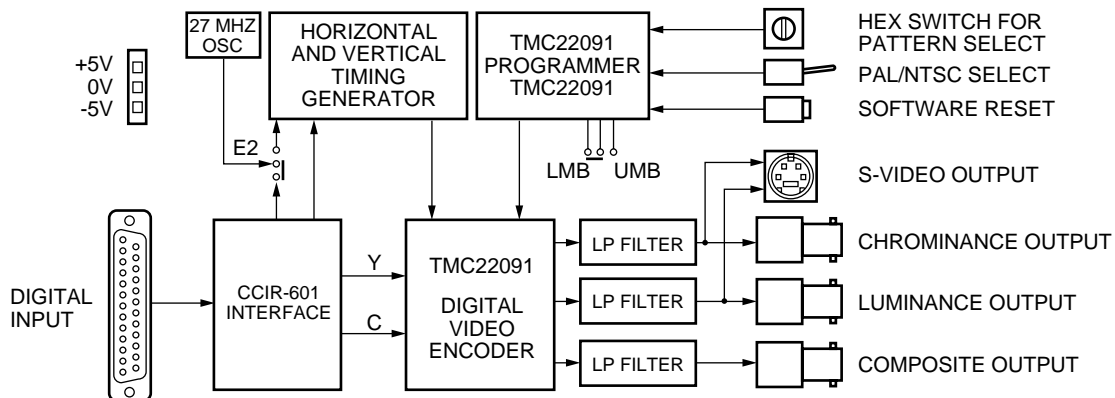 +5V
0V
-5V
27 MHZ
OSC
HORIZONTAL
AND VERTICAL
TIMING
GENERATOR
TMC22091
PROGRAMMER
TMC22091
HEX SWITCH FOR
PATTERN SELECT
PAL/NTSC SELECT
SOFTWARE RESET
E2
LMB
UMB
S-VIDEO OUTPUT
DIGITAL
INPUT
CCIR-601
INTERFACE
Y
C
TMC22091
DIGITAL
VIDEO
ENCODER
LP FILTER
CHROMINANCE OUTPUT
LP FILTER
LUMINANCE OUTPUT
LP FILTER
COMPOSITE OUTPUT